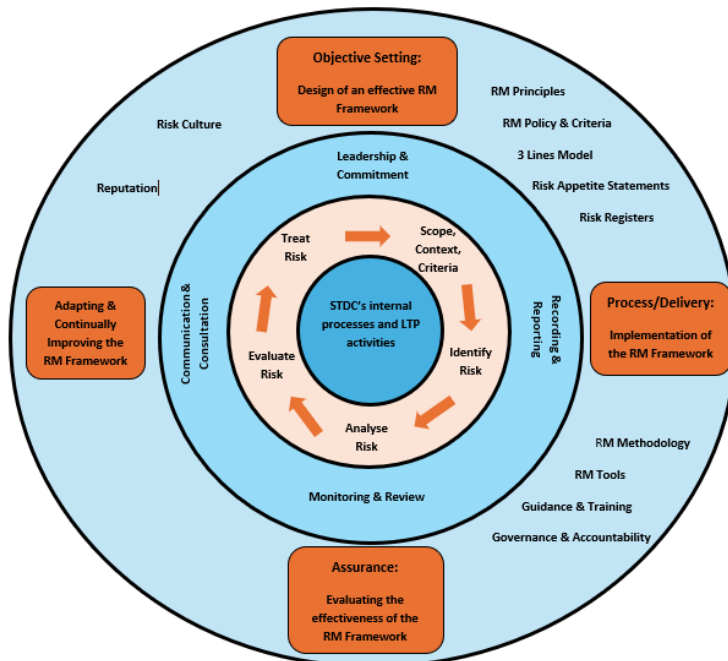 Objective Setting:
Design of an effective RM
Framework
RM Principles
RM Policy & Criteria
3 Lines Model
Risk Appetite Statements
Risk Registers
Risk Culture
Reputation
Leadership &
Commitment
Treat
Risk
Scope,
Context,
Criteria
STDC's internal
processes and LTP
activities
Communication &
Consultation
Recording &
Reporting
Evaluate
Risk
Identify
Risk
Analyse
Risk
Monitoring & Review
Adapting &
Continually
Improving the
RM Framework
Process/Delivery:
Implementation of
the RM Framework
RM Methodology
RM Tools
Guidance & Training
Governance & Accountability
Assurance:
Evaluating the
effectiveness of the
RM Framework